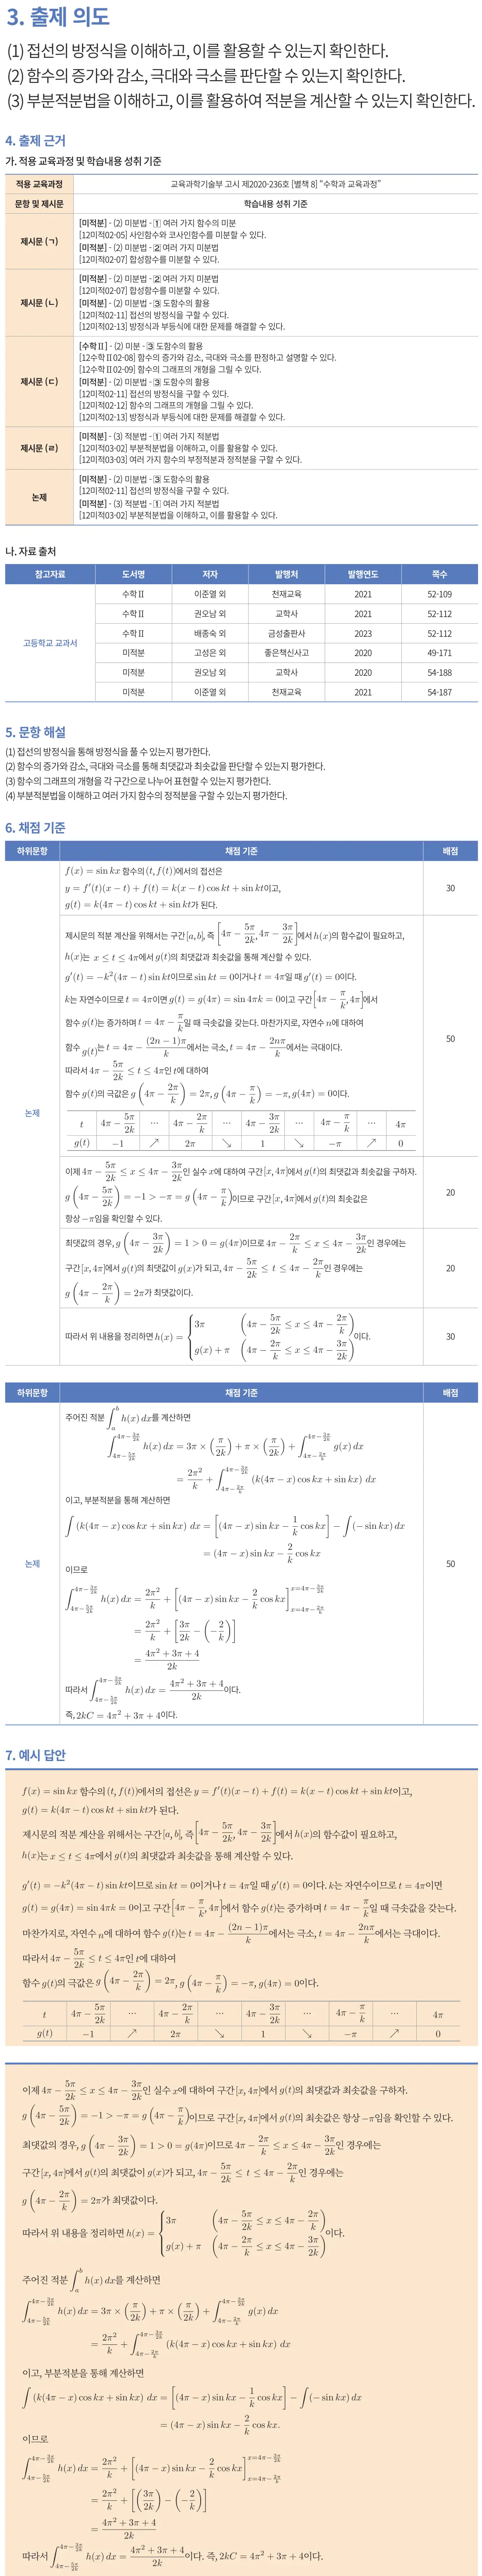 3. 출제 의도
(1) 접선의 방정식을 이해하고, 이를 활용할 수 있는지 확인한다.
(2) 함수의 증가와 감소, 극대와 극소를 판단할 수 있는지 확인한다.
(3) 부분적분법을 이해하고, 이를 활용하여 적분을 계산할 수 있는지 확인한다.
4. 출제 근거
가. 적용 교육과정 및 학습내용 성취 기준
적용 교육과정 교육과학기술부 고시 제2020-236호 [별책 8] “수학과 교육과정”
문항 및 제시문 학습내용 성취 기준
제시문 (ㄱ)
[미적분] - (2) 미분법 - 1 여러 가지 함수의 미분
[12미적02-05] 사인함수와 코사인함수를 미분할 수 있다.
[미적분] - (2) 미분법 - 2 여러 가지 미분법
[12미적02-07] 합성함수를 미분할 수 있다.
제시문 (ㄴ)
[미적분] - (2) 미분법 - 2 여러 가지 미분법
[12미적02-07] 합성함수를 미분할 수 있다.
[미적분] - (2) 미분법 - 3 도함수의 활용
[12미적02-11] 접선의 방정식을 구할 수 있다.
[12미적02-13] 방정식과 부등식에 대한 문제를 해결할 수 있다.
제시문 (ㄷ)
[수학Ⅱ] - (2) 미분 - 3 도함수의 활용
[12수학Ⅱ02-08] 함수의 증가와 감소, 극대와 극소를 판정하고 설명할 수 있다.
[12수학Ⅱ02-09] 함수의 그래프의 개형을 그릴 수 있다.
[미적분] - (2) 미분법 - 3 도함수의 활용
[12미적02-11] 접선의 방정식을 구할 수 있다.
[12미적02-12] 함수의 그래프의 개형을 그릴 수 있다.
[12미적02-13] 방정식과 부등식에 대한 문제를 해결할 수 있다.
제시문 (ㄹ)
[미적분] - (3) 적분법 - 1 여러 가지 적분법
[12미적03-02] 부분적분법을 이해하고, 이를 활용할 수 있다.
[12미적03-03] 여러 가지 함수의 부정적분과 정적분을 구할 수 있다.
논제
[미적분] - (2) 미분법 - 3 도함수의 활용
[12미적02-11] 접선의 방정식을 구할 수 있다.
[미적분] - (3) 적분법 - 1 여러 가지 적분법
[12미적03-02] 부분적분법을 이해하고, 이를 활용할 수 있다.
나. 자료 출처
참고자료 도서명 저자 발행처 발행연도 쪽수
고등학교 교과서
수학Ⅱ 이준열 외 천재교육 2021 52-109
수학Ⅱ 권오남 외 교학사 2021 52-112
수학Ⅱ 배종숙 외 금성출판사 2023 52-112
미적분 고성은 외 좋은책신사고 2020 49-171
미적분 권오남 외 교학사 2020 54-188
미적분 이준열 외 천재교육 2021 54-187
5. 문항 해설
(1) 접선의 방정식을 통해 방정식을 풀 수 있는지 평가한다.
(2) 함수의 증가와 감소, 극대와 극소를 통해 최댓값과 최솟값을 판단할 수 있는지 평가한다.
(3) 함수의 그래프의 개형을 각 구간으로 나누어 표현할 수 있는지 평가한다.
(4) 부분적분법을 이해하고 여러 가지 함수의 정적분을 구할 수 있는지 평가한다.
6. 채점 기준
하위문항 채점 기준 배점
논제
f(x) = sin kx 함수의 (t, f(t))에서의 접선은
y = f′(t)(x − t) + f(t) = k(x − t) cos kt + sin kt이고,
g(t) = k(4π − t) cos kt + sin kt가 된다.
30
제시문의 적분 계산을 위해서는 구간 [a, b], 즉 [4π − 5π/2k, 4π − 3π/2k]에서 h(x)의 함수값이 필요하고,
h(x)는 x ≤ t ≤ 4π에서 g(t)의 최댓값과 최솟값을 통해 계산할 수 있다.
g′(t) = −k²(4π − t) sin kt이므로 sin kt = 0이거나 t = 4π일 때 g′(t) = 0이다.
k는 자연수이므로 t = 4π이면 g(t) = g(4π) = sin 4πk = 0이고 구간 [4π − π/k, 4π]에서
함수 g(t)는 증가하며 t = 4π − π/k일 때 극솟값을 갖는다. 마찬가지로, 자연수 n에 대하여
함수 g(t)는 t = 4π − (2n − 1)π/k에서는 극소, t = 4π − 2nπ/k에서는 극대이다.
따라서 4π − 5π/2k ≤ t ≤ 4π인 t에 대하여
함수 g(t)의 극값은 g(4π − 2π/k) = 2π, g(4π − π/k) = −π, g(4π) = 0이다.
t 4π − 5π/2k ⋯ 4π − 2π/k ⋯ 4π − 3π/2k ⋯ 4π − π/k ⋯ 4π
g(t) −1 ↗ 2π ↘ 1 ↘ −π ↗ 0
50
이제 4π − 5π/2k ≤ x ≤ 4π − 3π/2k인 실수 x에 대하여 구간 [x, 4π]에서 g(t)의 최댓값과 최솟값을 구하자.
g(4π − 5π/2k) = −1 > −π = g(4π − π/k)이므로 구간 [x, 4π]에서 g(t)의 최솟값은
항상 −π임을 확인할 수 있다.
20
최댓값의 경우, g(4π − 3π/2k) = 1 > 0 = g(4π)이므로 4π − 2π/k ≤ x ≤ 4π − 3π/2k인 경우에는
구간 [x, 4π]에서 g(t)의 최댓값이 g(x)가 되고, 4π − 5π/2k ≤ t ≤ 4π − 2π/k인 경우에는
g(4π − 2π/k) = 2π가 최댓값이다.
20
따라서 위 내용을 정리하면 h(x) = { 3π (4π − 5π/2k ≤ x ≤ 4π − 2π/k)
g(x) + π (4π − 2π/k ≤ x ≤ 4π − 3π/2k) 이다.
30
하위문항 채점 기준 배점
논제
주어진 적분 ∫_a^b h(x) dx를 계산하면
∫_{4π−5π/2k}^{4π−3π/2k} h(x) dx = 3π × (π/2k) + π × (π/2k) + ∫_{4π−2π/k}^{4π−3π/2k} g(x) dx
= 2π²/k + ∫_{4π−2π/k}^{4π−3π/2k} (k(4π − x) cos kx + sin kx) dx
이고, 부분적분을 통해 계산하면
∫ (k(4π − x) cos kx + sin kx) dx = [(4π − x) sin kx − 1/k cos kx] − ∫ (− sin kx) dx
= (4π − x) sin kx − 2/k cos kx
이므로
∫_{4π−5π/2k}^{4π−3π/2k} h(x) dx = 2π²/k + [(4π − x) sin kx − 2/k cos kx]_{x=4π−2π/k}^{x=4π−3π/2k}
= 2π²/k + [3π/2k − (−2/k)]
= (4π² + 3π + 4)/2k
따라서 ∫_{4π−5π/2k}^{4π−3π/2k} h(x) dx = (4π² + 3π + 4)/2k이다.
즉, 2kC = 4π² + 3π + 4이다.
50
7. 예시 답안
f(x) = sin kx 함수의 (t, f(t))에서의 접선은 y = f′(t)(x − t) + f(t) = k(x − t) cos kt + sin kt이고,
g(t) = k(4π − t) cos kt + sin kt가 된다.
제시문의 적분 계산을 위해서는 구간 [a, b], 즉 [4π − 5π/2k, 4π − 3π/2k]에서 h(x)의 함수값이 필요하고,
h(x)는 x ≤ t ≤ 4π에서 g(t)의 최댓값과 최솟값을 통해 계산할 수 있다.
g′(t) = −k²(4π − t) sin kt이므로 sin kt = 0이거나 t = 4π일 때 g′(t) = 0이다. k는 자연수이므로 t = 4π이면
g(t) = g(4π) = sin 4πk = 0이고 구간 [4π − π/k, 4π]에서 함수 g(t)는 증가하며 t = 4π − π/k일 때 극솟값을 갖는다.
마찬가지로, 자연수 n에 대하여 함수 g(t)는 t = 4π − (2n − 1)π/k에서는 극소, t = 4π − 2nπ/k에서는 극대이다.
따라서 4π − 5π/2k ≤ t ≤ 4π인 t에 대하여
함수 g(t)의 극값은 g(4π − 2π/k) = 2π, g(4π − π/k) = −π, g(4π) = 0이다.
t 4π − 5π/2k ⋯ 4π − 2π/k ⋯ 4π − 3π/2k ⋯ 4π − π/k ⋯ 4π
g(t) −1 ↗ 2π ↘ 1 ↘ −π ↗ 0
이제 4π − 5π/2k ≤ x ≤ 4π − 3π/2k인 실수 x에 대하여 구간 [x, 4π]에서 g(t)의 최댓값과 최솟값을 구하자.
g(4π − 5π/2k) = −1 > −π = g(4π − π/k)이므로 구간 [x, 4π]에서 g(t)의 최솟값은 항상 −π임을 확인할 수 있다.
최댓값의 경우, g(4π − 3π/2k) = 1 > 0 = g(4π)이므로 4π − 2π/k ≤ x ≤ 4π − 3π/2k인 경우에는
구간 [x, 4π]에서 g(t)의 최댓값이 g(x)가 되고, 4π − 5π/2k ≤ t ≤ 4π − 2π/k인 경우에는
g(4π − 2π/k) = 2π가 최댓값이다.
따라서 위 내용을 정리하면 h(x) = { 3π (4π − 5π/2k ≤ x ≤ 4π − 2π/k)
g(x) + π (4π − 2π/k ≤ x ≤ 4π − 3π/2k) 이다.
주어진 적분 ∫_a^b h(x) dx를 계산하면
∫_{4π−5π/2k}^{4π−3π/2k} h(x) dx = 3π × (π/2k) + π × (π/2k) + ∫_{4π−2π/k}^{4π−3π/2k} g(x) dx
= 2π²/k + ∫_{4π−2π/k}^{4π−3π/2k} (k(4π − x) cos kx + sin kx) dx
이고, 부분적분을 통해 계산하면
∫ (k(4π − x) cos kx + sin kx) dx = [(4π − x) sin kx − 1/k cos kx] − ∫ (− sin kx) dx
= (4π − x) sin kx − 2/k cos kx.
이므로
∫_{4π−5π/2k}^{4π−3π/2k} h(x) dx = 2π²/k + [(4π − x) sin kx − 2/k cos kx]_{x=4π−2π/k}^{x=4π−3π/2k}
= 2π²/k + [(3π/2k) − (−2/k)]
= (4π² + 3π + 4)/2k
따라서 ∫_{4π−5π/2k}^{4π−3π/2k} h(x) dx = (4π² + 3π + 4)/2k이다. 즉, 2kC = 4π² + 3π + 4이다.